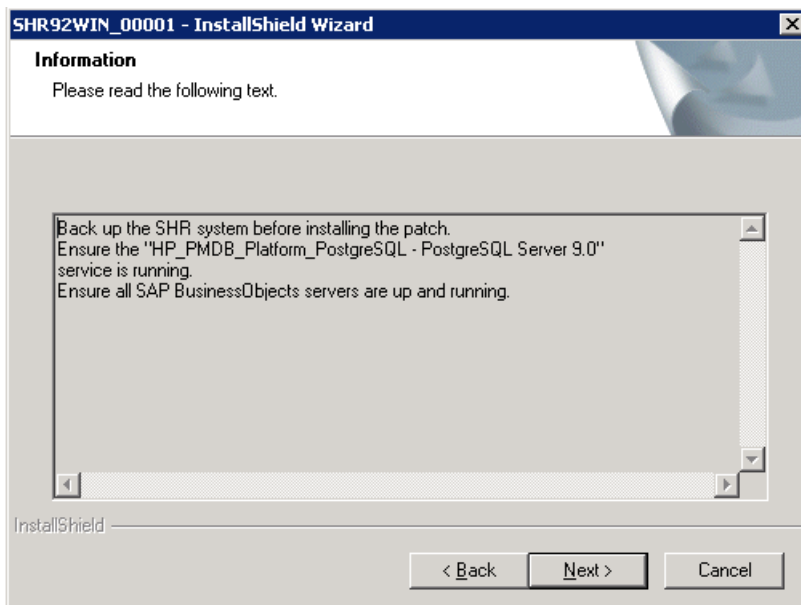 SHR92WIN_00001 - InstallShield Wizard
Information
Please read the following text.
Back up the SHR system before installing the patch.
Ensure the "HP_PMDB_Platform_PostgreSQL - PostgreSQL Server 9.0"
service is running.
Ensure all SAP BusinessObjects servers are up and running.
InstallShield
< Back
Next >
Cancel